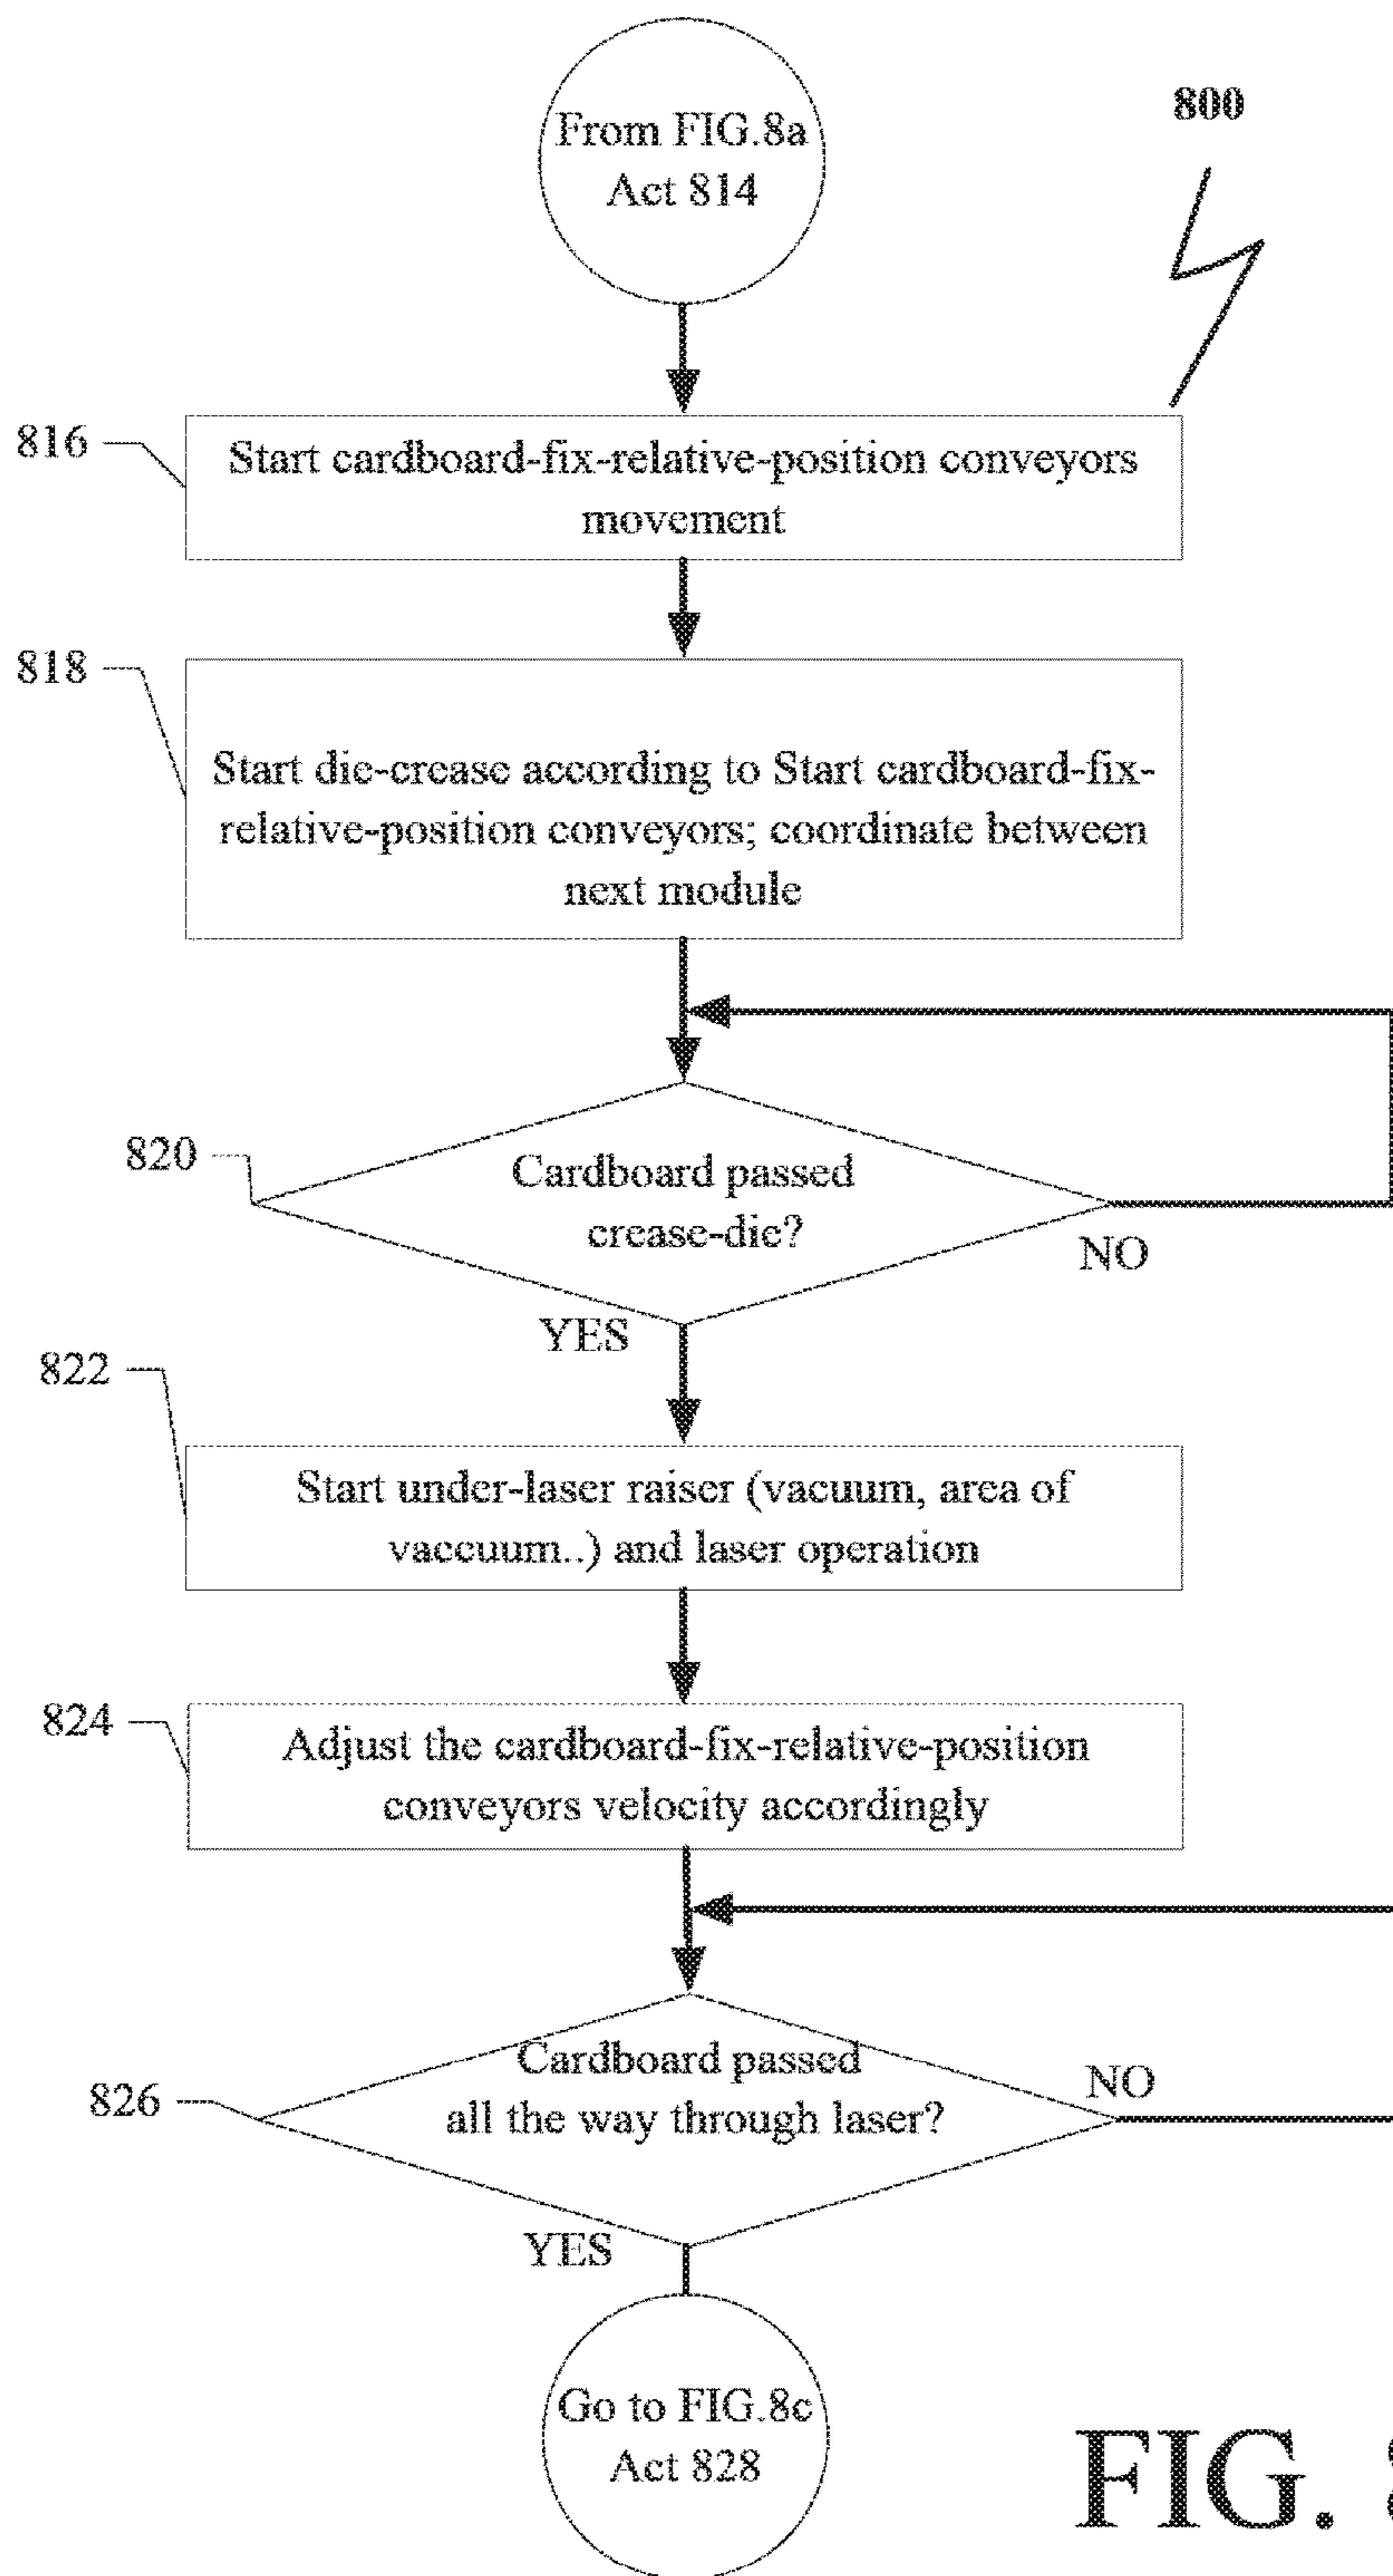 From FIG.8a
Act 814
800
816
Start cardboard-fix-relative-position conveyors
movement
818
Start die-crease according to Start cardboard-fix-
relative-position conveyors; coordinate between
next module
820
Cardboard passed
crease-die?
NO
YES
822
Start under-laser raiser (vacuum, area of
vaccuum..) and laser operation
824
Adjust the cardboard-fix-relative-position
conveyors velocity accordingly
826
Cardboard passed
all the way through laser?
NO
YES
Go to FIG.8c
Act 828
FIG. 8